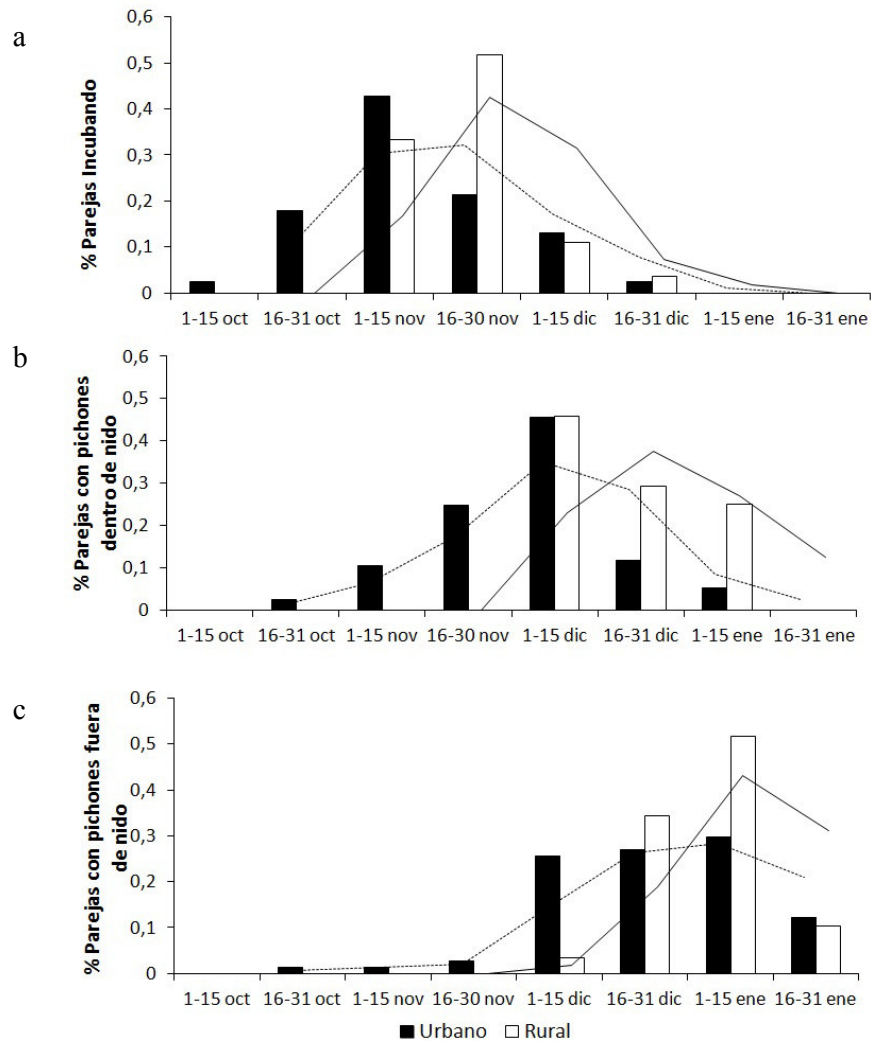 a
% Parejas Incubando
0,6
0,5
0,4
0,3
0,2
0,1
0
1-15 oct 16-31 oct 1-15 nov 16-30 nov 1-15 dic 16-31 dic 1-15 ene 16-31 ene
b
% Parejas con pichones
dentro de nido
0,6
0,5
0,4
0,3
0,2
0,1
0
1-15 oct 16-31 oct 1-15 nov 16-30 nov 1-15 dic 16-31 dic 1-15 ene 16-31 ene
c
% Parejas con pichones fuera
de nido
0,6
0,5
0,4
0,3
0,2
0,1
0
1-15 oct 16-31 oct 1-15 nov 16-30 nov 1-15 dic 16-31 dic 1-15 ene 16-31 ene
Urbano Rural